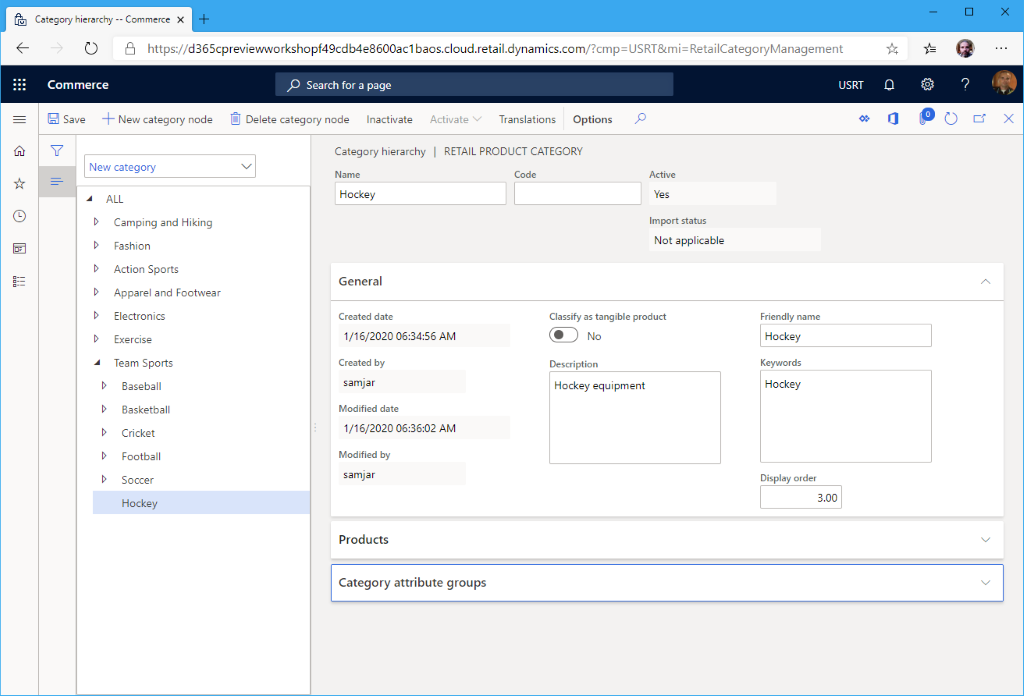 Category hierarchy -- Commerce
https://d365cpreviewworkshopf49cdb4e8600ac1baos.cloud.retail.dynamics.com/?cmp=USRT&mi=RetailCategoryManagement
Commerce
Search for a page
USRT
?
Save
New category node
Delete category node
Inactivate
Activate
Translations
Options
0
New category
ALL
Camping and Hiking
Fashion
Action Sports
Apparel and Footwear
Electronics
Exercise
Team Sports
Baseball
Basketball
Cricket
Football
Soccer
Hockey
Category hierarchy | RETAIL PRODUCT CATEGORY
Name
Hockey
Code
Active
Yes
Import status
Not applicable
General
Created date
1/16/2020 06:34:56 AM
Created by
samjar
Modified date
1/16/2020 06:36:02 AM
Modified by
samjar
Classify as tangible product
No
Description
Hockey equipment
Friendly name
Hockey
Keywords
Hockey
Display order
3.00
Products
Category attribute groups